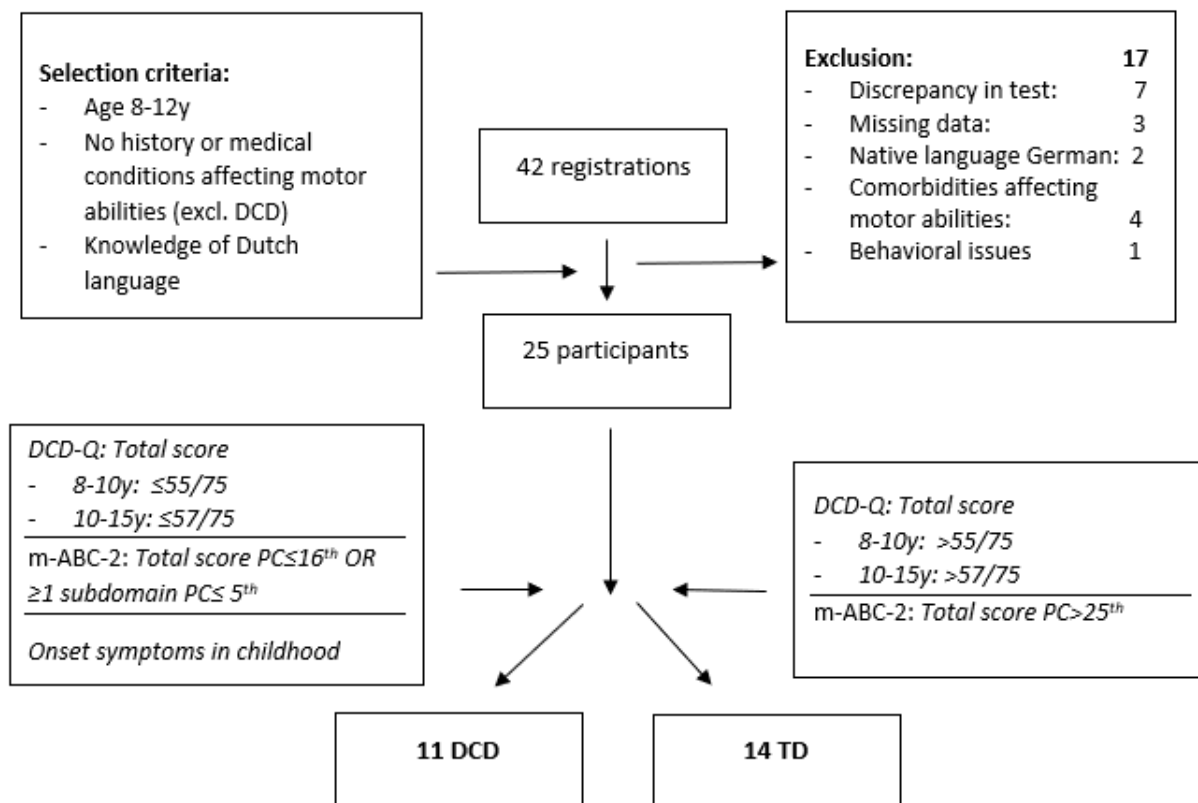 Selection criteria:
- Age 8-12y
- No history or medical
conditions affecting motor
abilities (excl. DCD)
- Knowledge of Dutch
language
42 registrations
Exclusion: 17
- Discrepancy in test: 7
- Missing data: 3
- Native language German: 2
- Comorbidities affecting
motor abilities: 4
- Behavioral issues 1
25 participants
DCD-Q: Total score
- 8-10y: ≤55/75
- 10-15y: ≤57/75
m-ABC-2: Total score PC≤16th OR
≥1 subdomain PC≤ 5th
Onset symptoms in childhood
DCD-Q: Total score
- 8-10y: >55/75
- 10-15y: >57/75
m-ABC-2: Total score PC>25th
11 DCD
14 TD